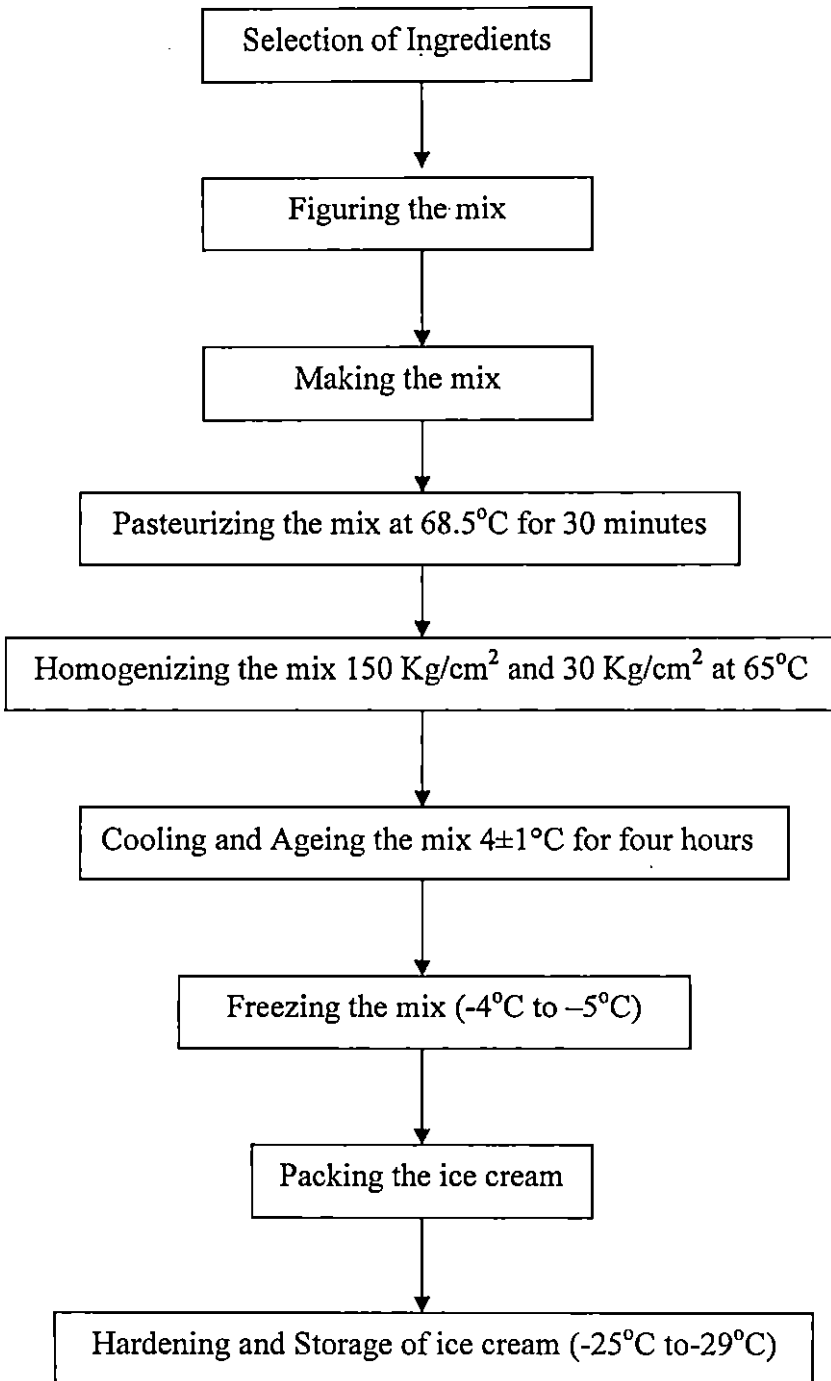 Selection of Ingredients
Figuring the mix
Making the mix
Pasteurizing the mix at 68.5°C for 30 minutes
Homogenizing the mix 150 Kg/cm² and 30 Kg/cm² at 65°C
Cooling and Ageing the mix 4±1°C for four hours
Freezing the mix (-4°C to –5°C)
Packing the ice cream
Hardening and Storage of ice cream (-25°C to-29°C)